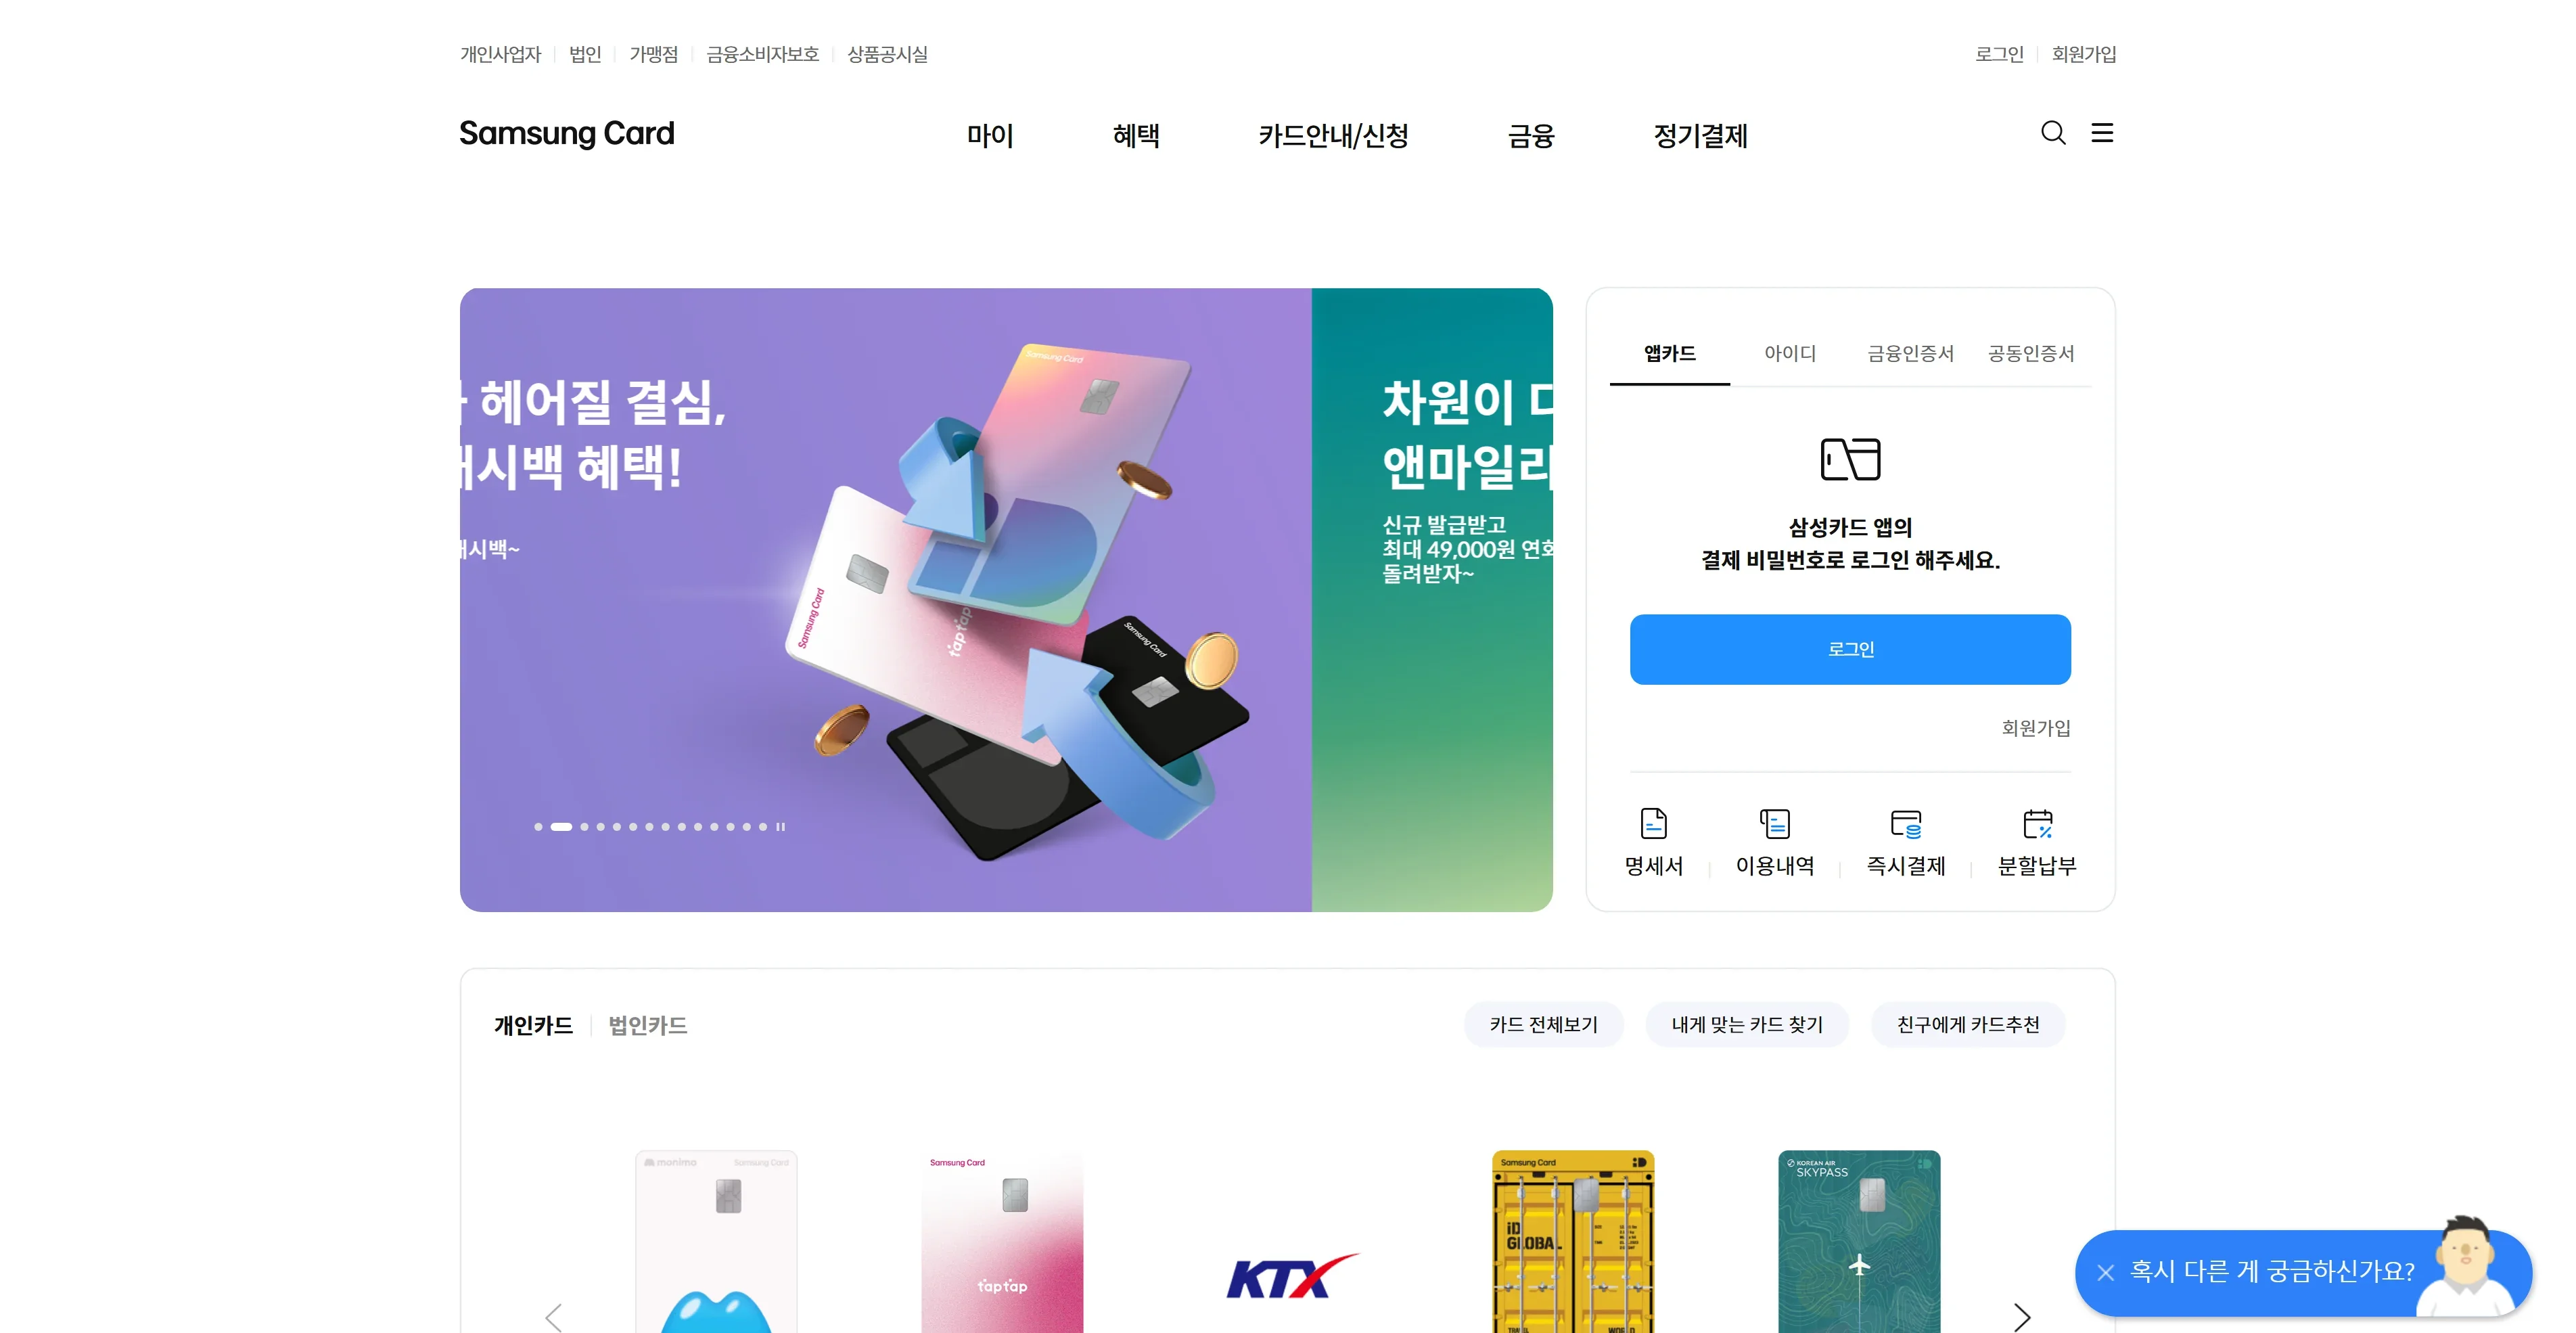 개인사업자
법인
가맹점
금융소비자보호
상품공시실
로그인
회원가입
Samsung Card
마이
혜택
카드안내/신청
금융
정기결제
헤어질 결심,
시백 혜택!
시백~
Samsung Card
Samsung Card
taptap
Samsung Card
차원이
앤마일리
신규 발급받고
최대 49,000원 연회
돌려받자~
앱카드
아이디
금융인증서
공동인증서
삼성카드 앱의
결제 비밀번호로 로그인 해주세요.
로그인
회원가입
명세서
이용내역
즉시결제
분할납부
개인카드
법인카드
카드 전체보기
내게 맞는 카드 찾기
친구에게 카드추천
monimo
Samsung Card
Samsung Card
taptap
KTX
Samsung Card
iD
iD
GLOBAL
KOREAN AIR
SKYPASS
iD
혹시 다른 게 궁금하신가요?